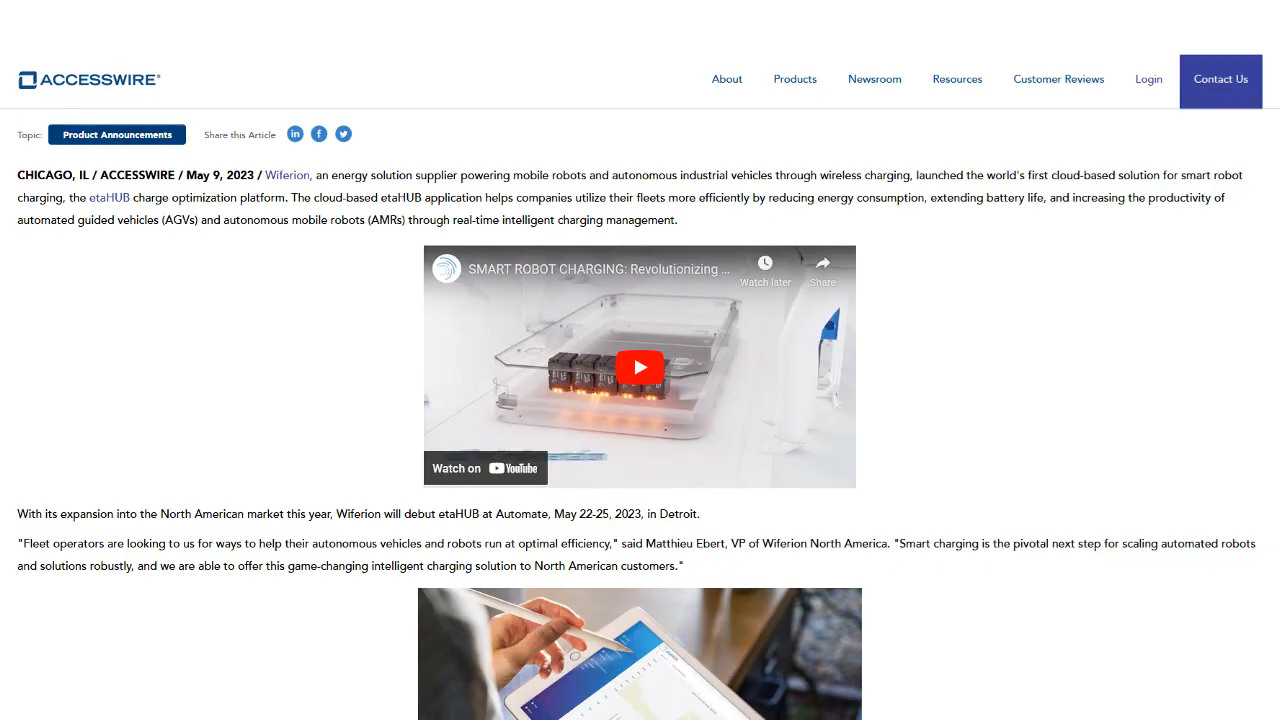 ACCESSWIRE®
About
Products
Newsroom
Resources
Customer Reviews
Login
Contact Us
Topic:
Product Announcements
Share this Article
CHICAGO, IL / ACCESSWIRE / May 9, 2023 / Wiferion, an energy solution supplier powering mobile robots and autonomous industrial vehicles through wireless charging, launched the world's first cloud-based solution for smart robot
charging, the etaHUB charge optimization platform. The cloud-based etaHUB application helps companies utilize their fleets more efficiently by reducing energy consumption, extending battery life, and increasing the productivity of
automated guided vehicles (AGVs) and autonomous mobile robots (AMRs) through real-time intelligent charging management.
SMART ROBOT CHARGING: Revolutionizing ...
Watch later
Share
Watch on YouTube
With its expansion into the North American market this year, Wiferion will debut etaHUB at Automate, May 22-25, 2023, in Detroit.
"Fleet operators are looking to us for ways to help their autonomous vehicles and robots run at optimal efficiency," said Matthieu Ebert, VP of Wiferion North America. "Smart charging is the pivotal next step for scaling automated robots
and solutions robustly, and we are able to offer this game-changing intelligent charging solution to North American customers."